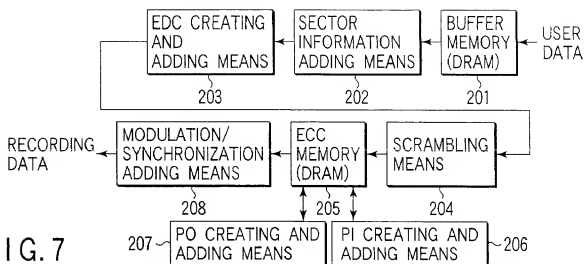 EDC CREATING
AND
ADDING MEANS
203
SECTOR
INFORMATION
ADDING MEANS
202
BUFFER
MEMORY
(DRAM)
201
USER
DATA
RECORDING
DATA
MODULATION/
SYNCHRONIZATION
ADDING MEANS
208
ECC
MEMORY
(DRAM)
205
SCRAMBLING
MEANS
204
207
PO CREATING AND
ADDING MEANS
PI CREATING AND
ADDING MEANS
206
IG. 7